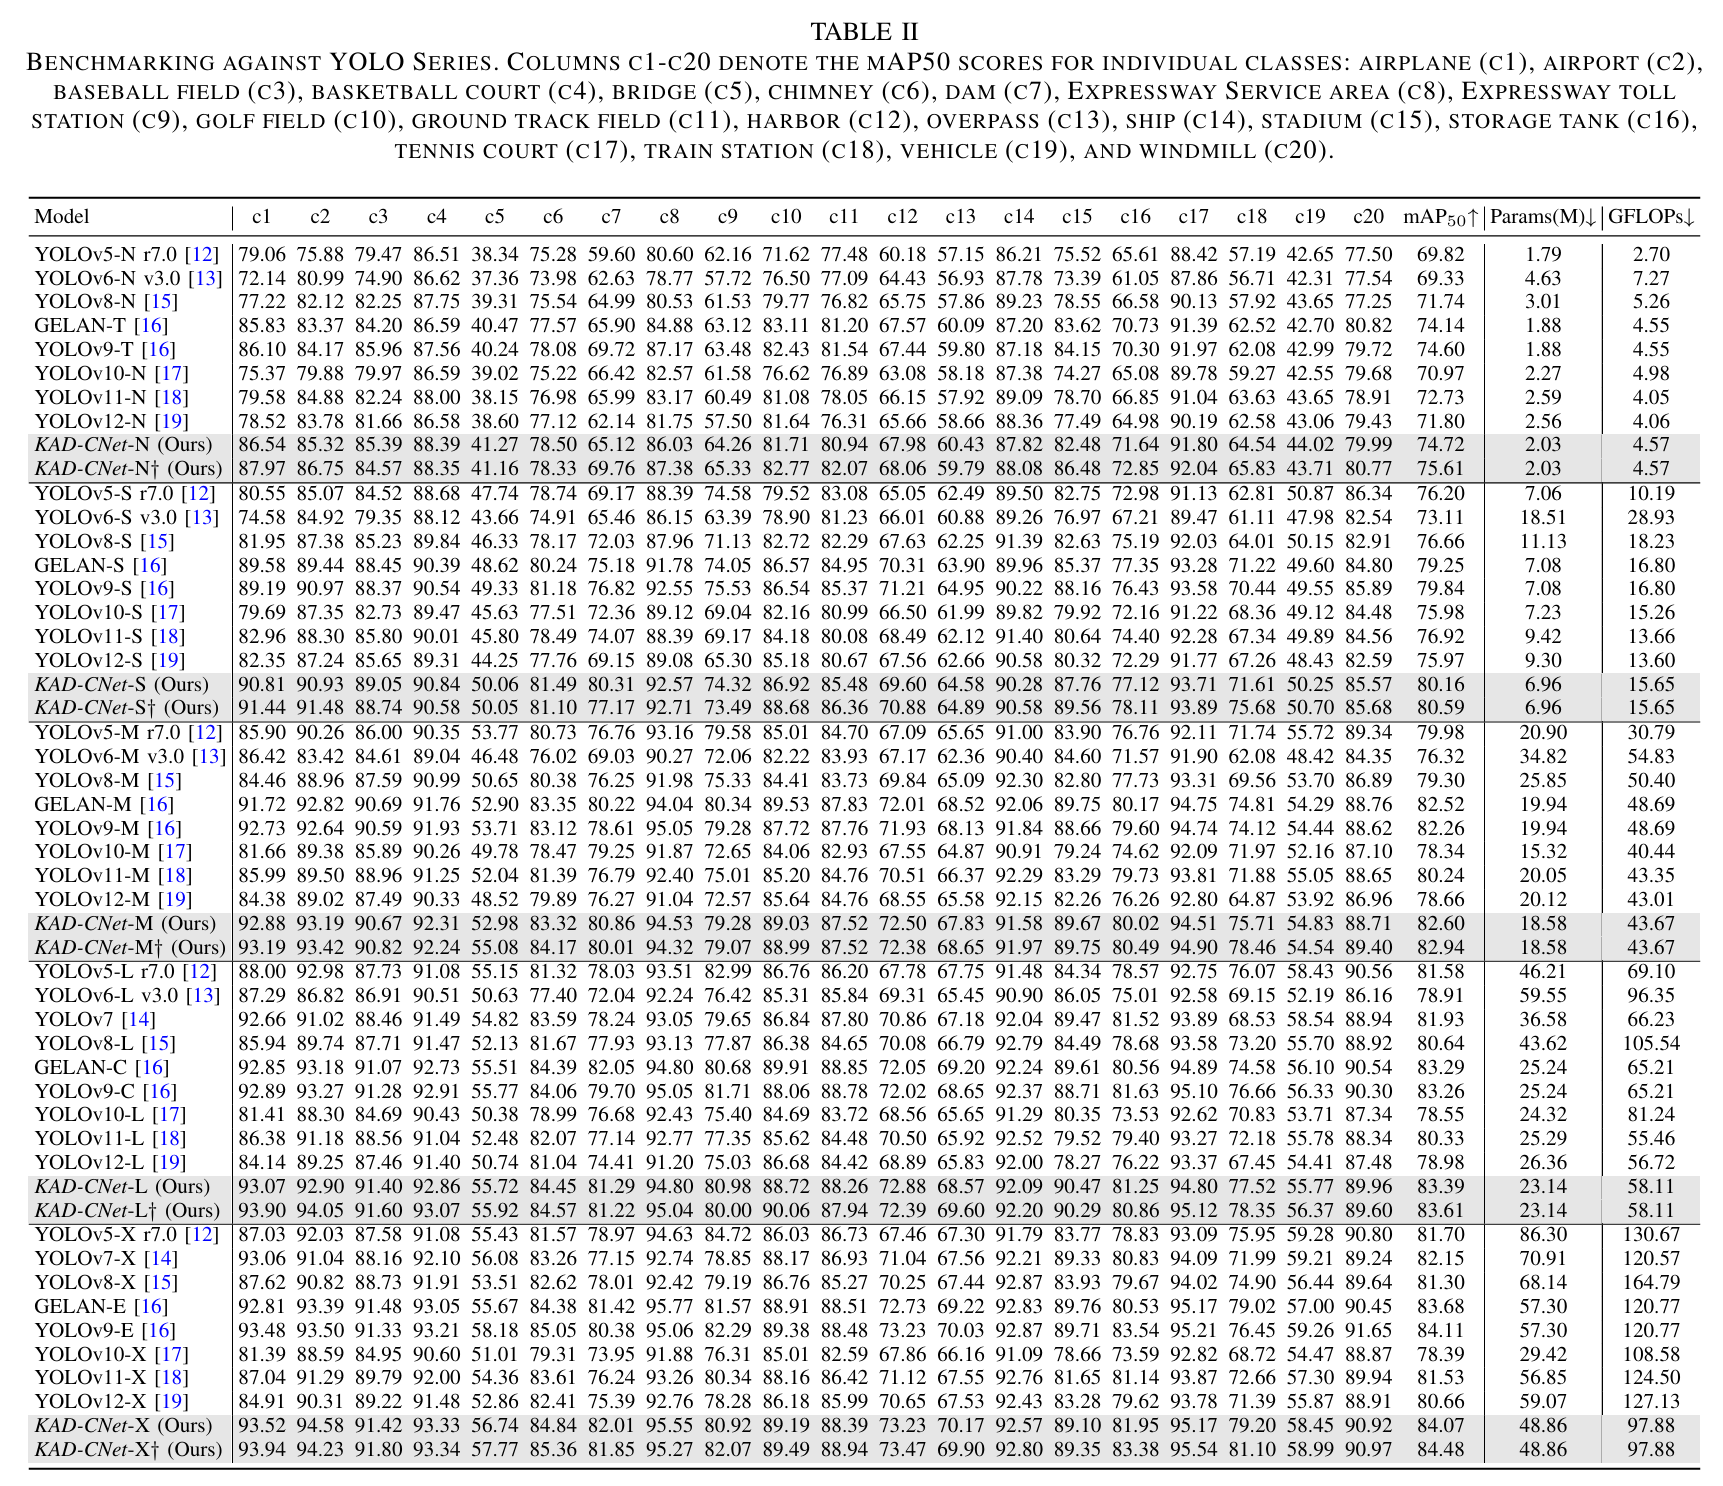 TABLE II
BENCHMARKING AGAINST YOLO SERIES. COLUMNS C1-C20 DENOTE THE MAP50 SCORES FOR INDIVIDUAL CLASSES: AIRPLANE (C1), AIRPORT (C2),
BASEBALL FIELD (C3), BASKETBALL COURT (C4), BRIDGE (C5), CHIMNEY (C6), DAM (C7), EXPRESSWAY SERVICE AREA (C8), EXPRESSWAY TOLL
STATION (C9), GOLF FIELD (C10), GROUND TRACK FIELD (C11), HARBOR (C12), OVERPASS (C13), SHIP (C14), STADIUM (C15), STORAGE TANK (C16),
TENNIS COURT (C17), TRAIN STATION (C18), VEHICLE (C19), AND WINDMILL (C20).
Model c1 c2 c3 c4 c5 c6 c7 c8 c9 c10 c11 c12 c13 c14 c15 c16 c17 c18 c19 c20 mAP50↑ Params(M)↓ GFLOPs↓
YOLOv5-N r7.0 [12] 79.06 75.88 79.47 86.51 38.34 75.28 59.60 80.60 62.16 71.62 77.48 60.18 57.15 86.21 75.52 65.61 88.42 57.19 42.65 77.50 69.82 1.79 2.70
YOLOv6-N v3.0 [13] 72.14 80.99 74.90 86.62 37.36 73.98 62.63 78.77 57.72 76.50 77.09 64.43 56.93 87.78 73.39 61.05 87.86 56.71 42.31 77.54 69.33 4.63 7.27
YOLOv8-N [15] 77.22 82.12 82.25 87.75 39.31 75.54 64.99 80.53 61.53 79.77 76.82 65.75 57.86 89.23 78.55 66.58 90.13 57.92 43.65 77.25 71.74 3.01 5.26
GELAN-T [16] 85.83 83.37 84.20 86.59 40.47 77.57 65.90 84.88 63.12 83.11 81.20 67.57 60.09 87.20 83.62 70.73 91.39 62.52 42.70 80.82 74.14 1.88 4.55
YOLOv9-T [16] 86.10 84.17 85.96 87.56 40.24 78.08 69.72 87.17 63.48 82.43 81.54 67.44 59.80 87.18 84.15 70.30 91.97 62.08 42.99 79.72 74.60 1.88 4.55
YOLOv10-N [17] 75.37 79.88 79.97 86.59 39.02 75.22 66.42 82.57 61.58 76.62 76.89 63.08 58.18 87.38 74.27 65.08 89.78 59.27 42.55 79.68 70.97 2.27 4.98
YOLOv11-N [18] 79.58 84.88 82.24 88.00 38.15 76.98 65.99 83.17 60.49 81.08 78.05 66.15 57.92 89.09 78.70 66.85 91.04 63.63 43.65 78.91 72.73 2.59 4.05
YOLOv12-N [19] 78.52 83.78 81.66 86.58 38.60 77.12 62.14 81.75 57.50 81.64 76.31 65.66 58.66 88.36 77.49 64.98 90.19 62.58 43.06 79.43 71.80 2.56 4.06
KAD-CNet-N (Ours) 86.54 85.32 85.39 88.39 41.27 78.50 65.12 86.03 64.26 81.71 80.94 67.98 60.43 87.82 82.48 71.64 91.80 64.54 44.02 79.99 74.72 2.03 4.57
KAD-CNet-N† (Ours) 87.97 86.75 84.57 88.35 41.16 78.33 69.76 87.38 65.33 82.77 82.07 68.06 59.79 88.08 86.48 72.85 92.04 65.83 43.71 80.77 75.61 2.03 4.57
YOLOv5-S r7.0 [12] 80.55 85.07 84.52 88.68 47.74 78.74 69.17 88.39 74.58 79.52 83.08 65.05 62.49 89.50 82.75 72.98 91.13 62.81 50.87 86.34 76.20 7.06 10.19
YOLOv6-S v3.0 [13] 74.58 84.92 79.35 88.12 43.66 74.91 65.46 86.15 63.39 78.90 81.23 66.01 60.88 89.26 76.97 67.21 89.47 61.11 47.98 82.54 73.11 18.51 28.93
YOLOv8-S [15] 81.95 87.38 85.23 89.84 46.33 78.17 72.03 87.96 71.13 82.72 82.29 67.63 62.25 91.39 82.63 75.19 92.03 64.01 50.15 82.91 76.66 11.13 18.23
GELAN-S [16] 89.58 89.44 88.45 90.39 48.62 80.24 75.18 91.78 74.05 86.57 84.95 70.31 63.90 89.96 85.37 77.35 93.28 71.22 49.60 84.80 79.25 7.08 16.80
YOLOv9-S [16] 89.19 90.97 88.37 90.54 49.33 81.18 76.82 92.55 75.53 86.54 85.37 71.21 64.95 90.22 88.16 76.43 93.58 70.44 49.55 85.89 79.84 7.08 16.80
YOLOv10-S [17] 79.69 87.35 82.73 89.47 45.63 77.51 72.36 89.12 69.04 82.16 80.99 66.50 61.99 89.82 79.92 72.16 91.22 68.36 49.12 84.48 75.98 7.23 15.26
YOLOv11-S [18] 82.96 88.30 85.80 90.01 45.80 78.49 74.07 88.39 69.17 84.18 80.08 68.49 62.12 91.40 80.64 74.40 92.28 67.34 49.89 84.56 76.92 9.42 13.66
YOLOv12-S [19] 82.35 87.24 85.65 89.31 44.25 77.76 69.15 89.08 65.30 85.18 80.67 67.56 62.66 90.58 80.32 72.29 91.77 67.26 48.43 82.59 75.97 9.30 13.60
KAD-CNet-S (Ours) 90.81 90.93 89.05 90.84 50.06 81.49 80.31 92.57 74.32 86.92 85.48 69.60 64.58 90.28 87.76 77.12 93.71 71.61 50.25 85.57 80.16 6.96 15.65
KAD-CNet-S† (Ours) 91.44 91.48 88.74 90.58 50.05 81.10 77.17 92.71 73.49 88.68 86.36 70.88 64.89 90.58 89.56 78.11 93.89 75.68 50.70 85.68 80.59 6.96 15.65
YOLOv5-M r7.0 [12] 85.90 90.26 86.00 90.35 53.77 80.73 76.76 93.16 79.58 85.01 84.70 67.09 65.65 91.00 83.90 76.76 92.11 71.74 55.72 89.34 79.98 20.90 30.79
YOLOv6-M v3.0 [13] 86.42 83.42 84.61 89.04 46.48 76.02 69.03 90.27 72.06 82.22 83.93 67.17 62.36 90.40 84.60 71.57 91.90 62.08 48.42 84.35 76.32 34.82 54.83
YOLOv8-M [15] 84.46 88.96 87.59 90.99 50.65 80.38 76.25 91.98 75.33 84.41 83.73 69.84 65.09 92.30 82.80 77.73 93.31 69.56 53.70 86.89 79.30 25.85 50.40
GELAN-M [16] 91.72 92.82 90.69 91.76 52.90 83.35 80.22 94.04 80.34 89.53 87.83 72.01 68.52 92.06 89.75 80.17 94.75 74.81 54.29 88.76 82.52 19.94 48.69
YOLOv9-M [16] 92.73 92.64 90.59 91.93 53.71 83.12 78.61 95.05 79.28 87.72 87.76 71.93 68.13 91.84 88.66 79.60 94.74 74.12 54.44 88.62 82.26 19.94 48.69
YOLOv10-M [17] 81.66 89.38 85.89 90.26 49.78 78.47 79.25 91.87 72.65 84.06 82.93 67.55 64.87 90.91 79.24 74.62 92.09 71.97 52.16 87.10 78.34 15.32 40.44
YOLOv11-M [18] 85.99 89.50 88.96 91.25 52.04 81.39 76.79 92.40 75.01 85.20 84.76 70.51 66.37 92.29 83.29 79.73 93.81 71.88 55.05 88.65 80.24 20.05 43.35
YOLOv12-M [19] 84.38 89.02 87.49 90.33 48.52 79.89 76.27 91.04 72.57 85.64 84.76 68.55 65.58 92.15 82.26 76.26 92.80 64.87 53.92 86.96 78.66 20.12 43.01
KAD-CNet-M (Ours) 92.88 93.19 90.67 92.31 52.98 83.32 80.86 94.53 79.28 89.03 87.52 72.50 67.83 91.58 89.67 80.02 94.51 75.71 54.83 88.71 82.60 18.58 43.67
KAD-CNet-M† (Ours) 93.19 93.42 90.82 92.24 55.08 84.17 80.01 94.32 79.07 88.99 87.52 72.38 68.65 91.97 89.75 80.49 94.90 78.46 54.54 89.40 82.94 18.58 43.67
YOLOv5-L r7.0 [12] 88.00 92.98 87.73 91.08 55.15 81.32 78.03 93.51 82.99 86.76 86.20 67.78 67.75 91.48 84.34 78.57 92.75 76.07 58.43 90.56 81.58 46.21 69.10
YOLOv6-L v3.0 [13] 87.29 86.82 86.91 90.51 50.63 77.40 72.04 92.24 76.42 85.31 85.84 69.31 65.45 90.90 86.05 75.01 92.58 69.15 52.19 86.16 78.91 59.55 96.35
YOLOv7 [14] 92.66 91.02 88.46 91.49 54.82 83.59 78.24 93.05 79.65 86.84 87.80 70.86 67.18 92.04 89.47 81.52 93.89 68.53 58.54 88.94 81.93 36.58 66.23
YOLOv8-L [15] 85.94 89.74 87.71 91.47 52.13 81.67 77.93 93.13 77.87 86.38 84.65 70.08 66.79 92.79 84.49 78.68 93.58 73.20 55.70 88.92 80.64 43.62 105.54
GELAN-C [16] 92.85 93.18 91.07 92.73 55.51 84.39 82.05 94.80 80.68 89.91 88.85 72.05 69.20 92.24 89.61 80.56 94.89 74.58 56.10 90.54 83.29 25.24 65.21
YOLOv9-C [16] 92.89 93.27 91.28 92.91 55.77 84.06 79.70 95.05 81.71 88.06 88.78 72.02 68.65 92.37 88.71 81.63 95.10 76.66 56.33 90.30 83.26 25.24 65.21
YOLOv10-L [17] 81.41 88.30 84.69 90.43 50.38 78.99 76.68 92.43 75.40 84.69 83.72 68.56 65.65 91.29 80.35 73.53 92.62 70.83 53.71 87.34 78.55 24.32 81.24
YOLOv11-L [18] 86.38 91.18 88.56 91.04 52.48 82.07 77.14 92.77 77.35 85.62 84.48 70.50 65.92 92.52 79.52 79.40 93.27 72.18 55.78 88.34 80.33 25.29 55.46
YOLOv12-L [19] 84.14 89.25 87.46 91.40 50.74 81.04 74.41 91.20 75.03 86.68 84.42 68.89 65.83 92.00 78.27 76.22 93.37 67.45 54.41 87.48 78.98 26.36 56.72
KAD-CNet-L (Ours) 93.07 92.90 91.40 92.86 55.72 84.45 81.29 94.80 80.98 88.72 88.26 72.88 68.57 92.09 90.47 81.25 94.80 77.52 55.77 89.96 83.39 23.14 58.11
KAD-CNet-L† (Ours) 93.90 94.05 91.60 93.07 55.92 84.57 81.22 95.04 80.00 90.06 87.94 72.39 69.60 92.20 90.29 80.86 95.12 78.35 56.37 89.60 83.61 23.14 58.11
YOLOv5-X r7.0 [12] 87.03 92.03 87.58 91.08 55.43 81.57 78.97 94.63 84.72 86.03 86.73 67.46 67.30 91.79 83.77 78.83 93.09 75.95 59.28 90.80 81.70 86.30 130.67
YOLOv7-X [14] 93.06 91.04 88.16 92.10 56.08 83.26 77.15 92.74 78.85 88.17 86.93 71.04 67.56 92.21 89.33 80.83 94.09 71.99 59.21 89.24 82.15 70.91 120.57
YOLOv8-X [15] 87.62 90.82 88.73 91.91 53.51 82.62 78.01 92.42 79.19 86.76 85.27 70.25 67.44 92.87 83.93 79.67 94.02 74.90 56.44 89.64 81.30 68.14 164.79
GELAN-E [16] 92.81 93.39 91.48 93.05 55.67 84.38 81.42 95.77 81.57 88.91 88.51 72.73 69.22 92.83 89.76 80.53 95.17 79.02 57.00 90.45 83.68 57.30 120.77
YOLOv9-E [16] 93.48 93.50 91.33 93.21 58.18 85.05 80.38 95.06 82.29 89.38 88.48 73.23 70.03 92.87 89.71 83.54 95.21 76.45 59.26 91.65 84.11 57.30 120.77
YOLOv10-X [17] 81.39 88.59 84.95 90.60 51.01 79.31 73.95 91.88 76.31 85.01 82.59 67.86 66.16 91.09 78.66 73.59 92.82 68.72 54.47 88.87 78.39 29.42 108.58
YOLOv11-X [18] 87.04 91.29 89.79 92.00 54.36 83.61 76.24 93.26 80.34 88.16 86.42 71.12 67.55 92.76 81.65 81.14 93.87 72.66 57.30 89.94 81.53 56.85 124.50
YOLOv12-X [19] 84.91 90.31 89.22 91.48 52.86 82.41 75.39 92.76 78.28 86.18 85.99 70.65 67.53 92.43 83.28 79.62 93.78 71.39 55.87 88.91 80.66 59.07 127.13
KAD-CNet-X (Ours) 93.52 94.58 91.42 93.33 56.74 84.84 82.01 95.55 80.92 89.19 88.39 73.23 70.17 92.57 89.10 81.95 95.17 79.20 58.45 90.92 84.07 48.86 97.88
KAD-CNet-X† (Ours) 93.94 94.23 91.80 93.34 57.77 85.36 81.85 95.27 82.07 89.49 88.94 73.47 69.90 92.80 89.35 83.38 95.54 81.10 58.99 90.97 84.48 48.86 97.88